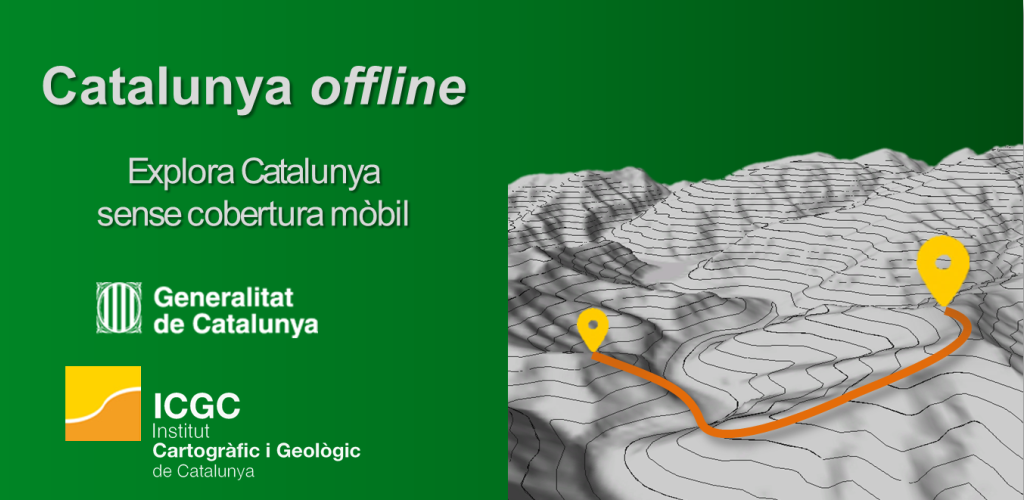 Catalunya offline
Explora Catalunya
sense cobertura mòbil
Generalitat
de Catalunya
ICGC
Institut
Cartogràfic i Geològic
de Catalunya